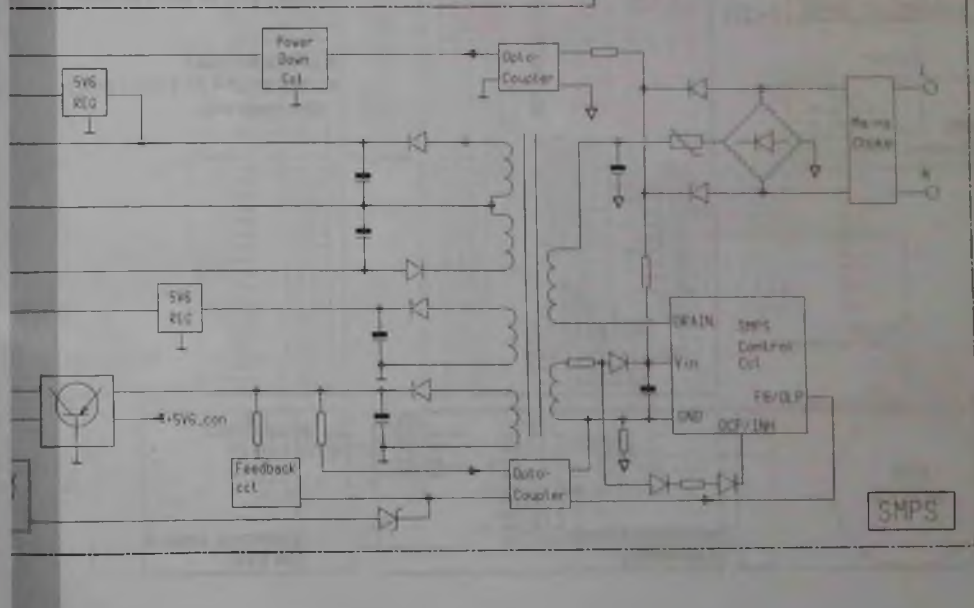 Power
Down
Cct
Opto-
Coupler
5V6
REG
L
Mains
Choke
N
5V6
REG
DRAIN
SMPS
Control
Cct
Vin
FB/OLP
GND
OCP/INH
+5V6_con
Feedback
cct
Opto-
Coupler
SMPS